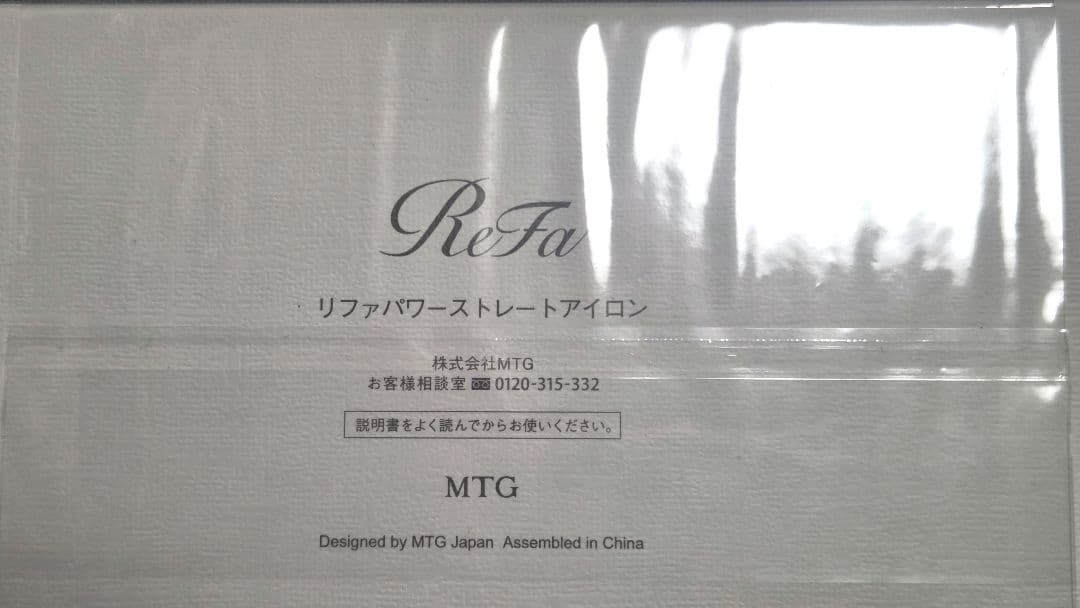 ReFa
リファパワーストレートアイロン
株式会社MTG
お客様相談室 0120-315-332
説明書をよく読んでからお使いください。
MTG
Designed by MTG Japan Assembled in China